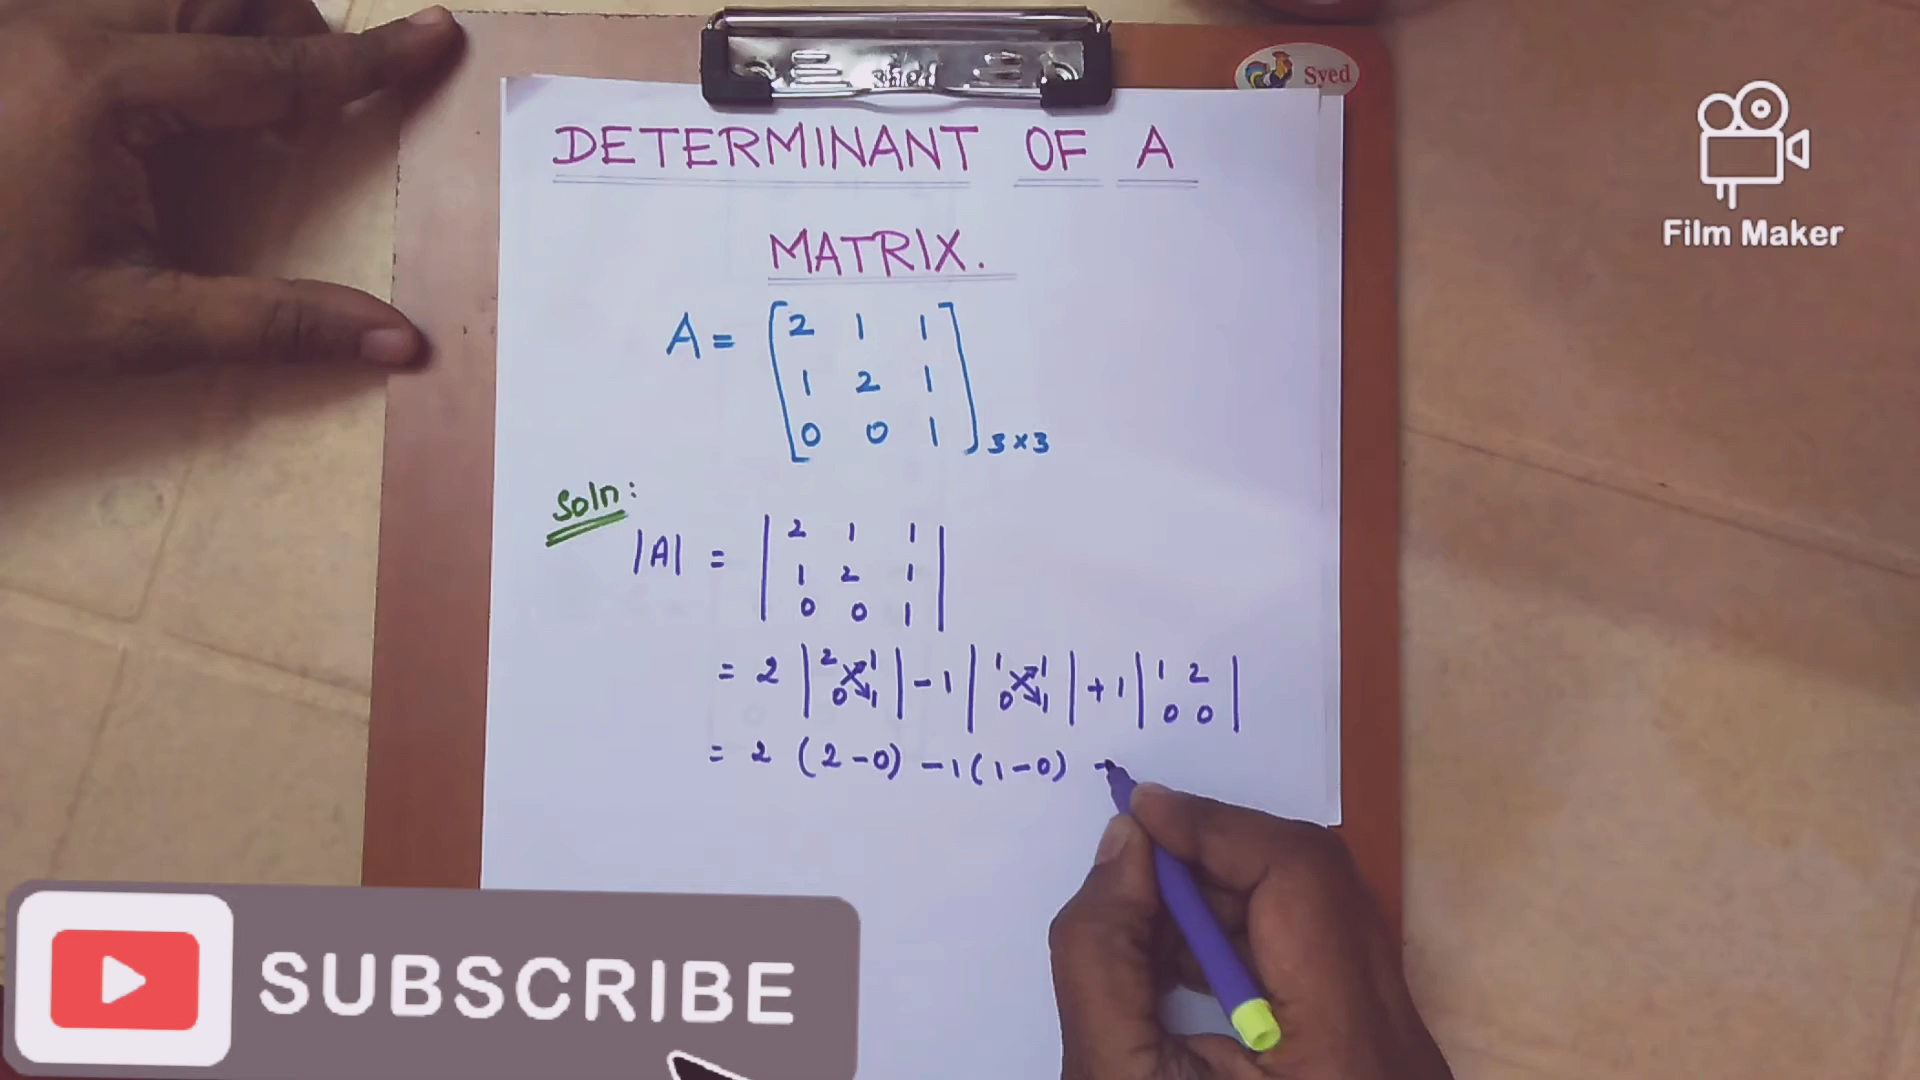 Syed
DETERMINANT OF A
MATRIX.
Film Maker
A = [2 1 1
1 2 1
0 0 1] 3×3
Soln:
|A| = |2 1 1|
|1 2 1|
|0 0 1|
= 2 |2 1| - 1 |1 1| + 1 |1 2|
|0 1| |0 1| |0 0|
= 2 (2-0) - 1(1-0) -
SUBSCRIBE